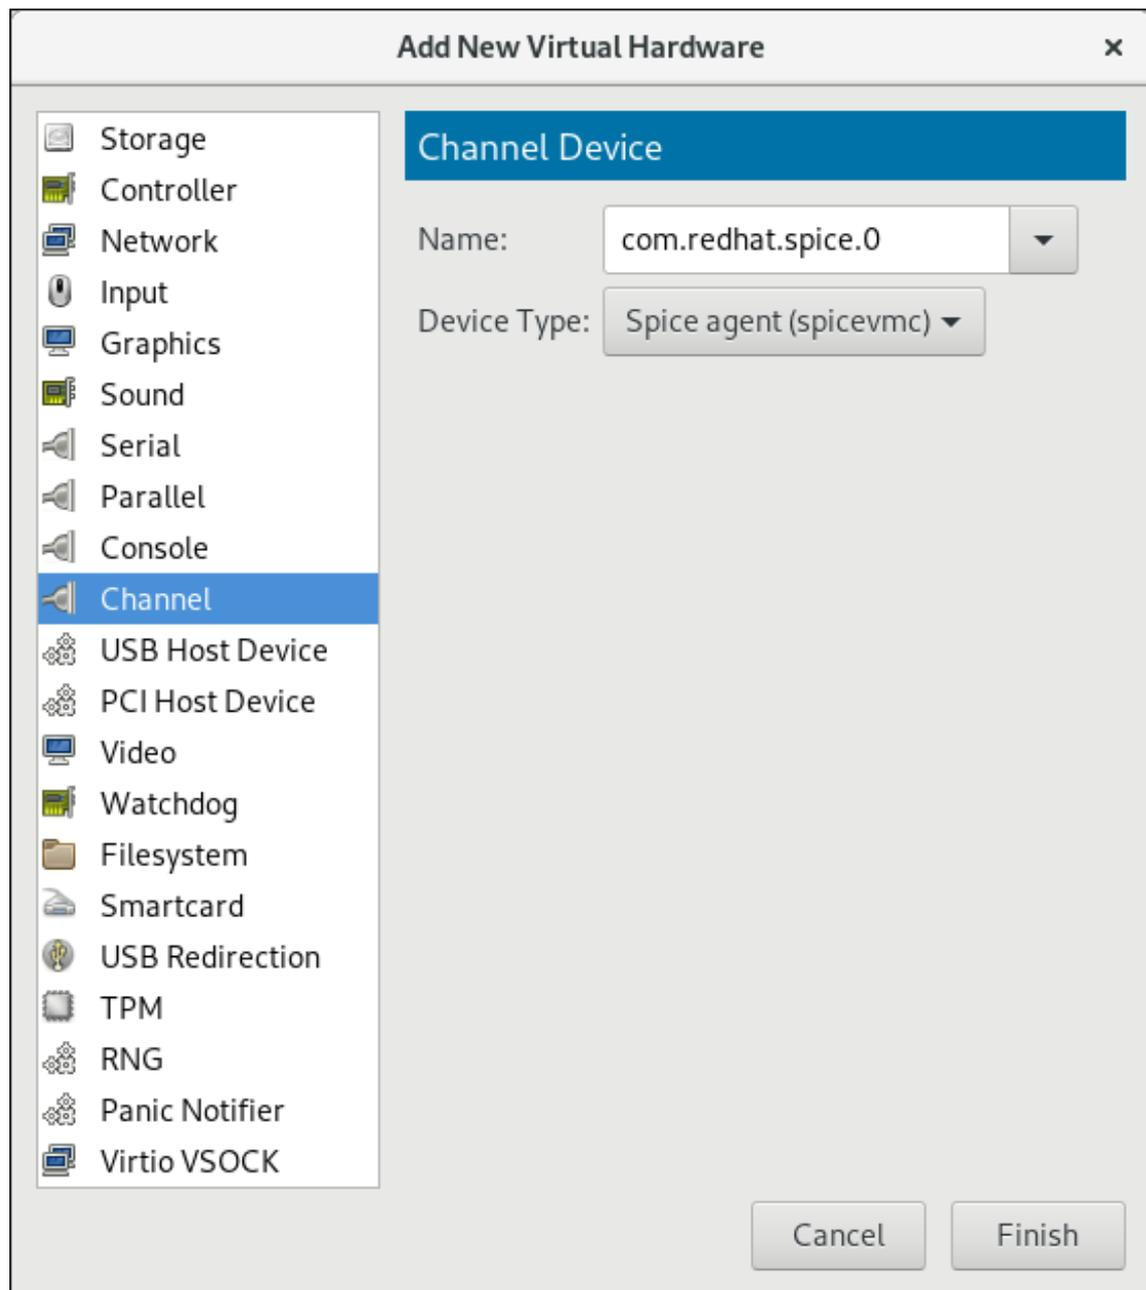 Add New Virtual Hardware
Storage
Controller
Network
Input
Graphics
Sound
Serial
Parallel
Console
Channel
USB Host Device
PCI Host Device
Video
Watchdog
Filesystem
Smartcard
USB Redirection
TPM
RNG
Panic Notifier
Virtio VSOCK
Channel Device
Name: com.redhat.spice.0
Device Type: Spice agent (spicevmc)
Cancel Finish